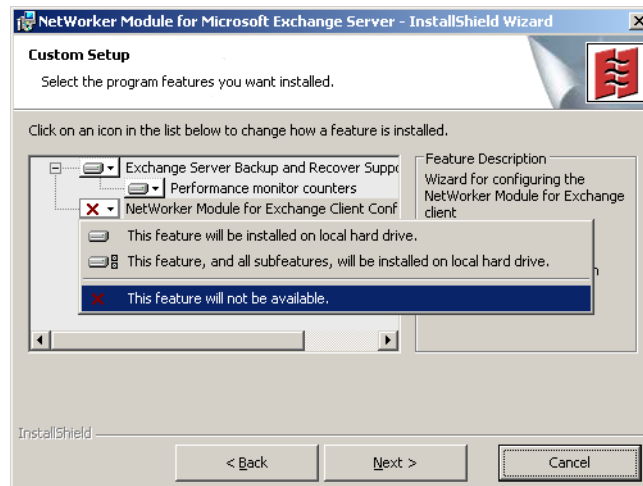 NetWorker Module for Microsoft Exchange Server - InstallShield Wizard
Custom Setup
Select the program features you want installed.
Click on an icon in the list below to change how a feature is installed.
Exchange Server Backup and Recover Suppo
Performance monitor counters
NetWorker Module for Exchange Client Conf
This feature will be installed on local hard drive.
This feature, and all subfeatures, will be installed on local hard drive.
This feature will not be available.
Feature Description
Wizard for configuring the
NetWorker Module for Exchange
client
InstallShield
< Back
Next >
Cancel